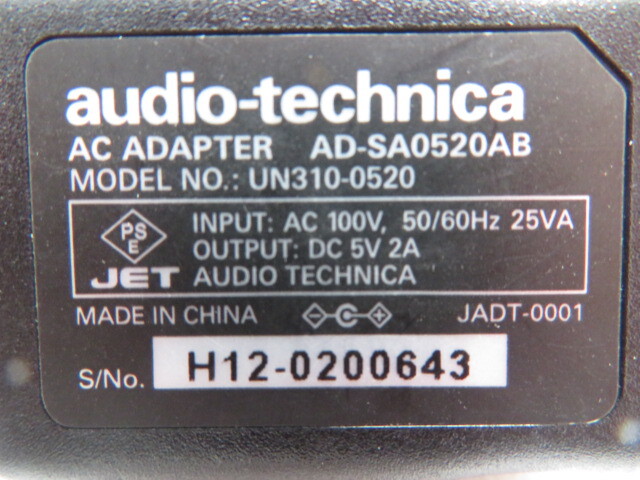 audio-technica
AC ADAPTER AD-SA0520AB
MODEL NO.: UN310-0520
PS
E
JET
INPUT: AC 100V, 50/60Hz 25VA
OUTPUT: DC 5V 2A
AUDIO TECHNICA
MADE IN CHINA
JADT-0001
S/No. H12-0200643